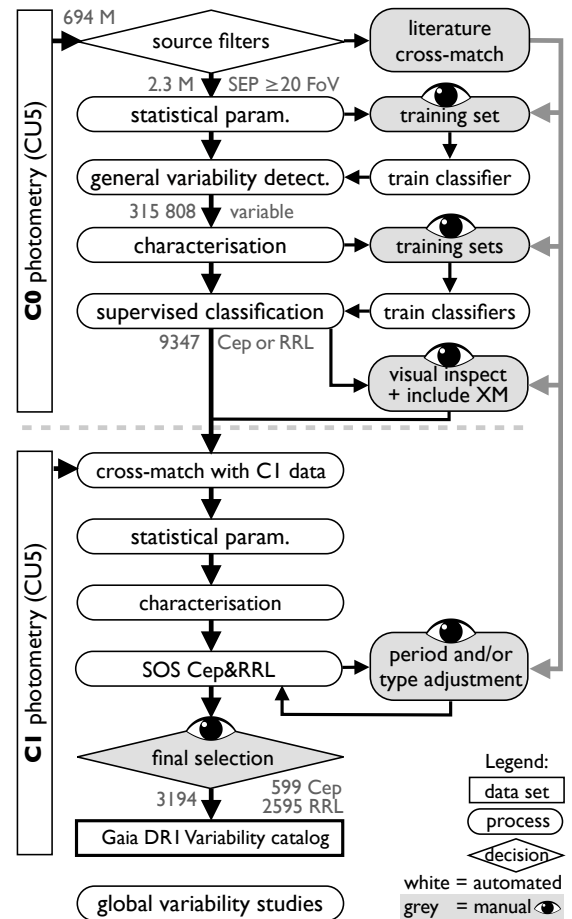 694 M
source filters
literature
cross-match
2.3 M SEP ≥20 FoV
statistical param.
training set
general variability detect.
train classifier
315 808 variable
characterisation
training sets
supervised classification
train classifiers
9347 Cep or RRL
visual inspect
+ include XM
C0 photometry (CU5)
cross-match with C1 data
statistical param.
characterisation
SOS Cep&RRL
period and/or
type adjustment
final selection
3194
599 Cep
2595 RRL
Gaia DR1 Variability catalog
C1 photometry (CU5)
global variability studies
Legend:
data set
process
decision
white = automated
grey = manual